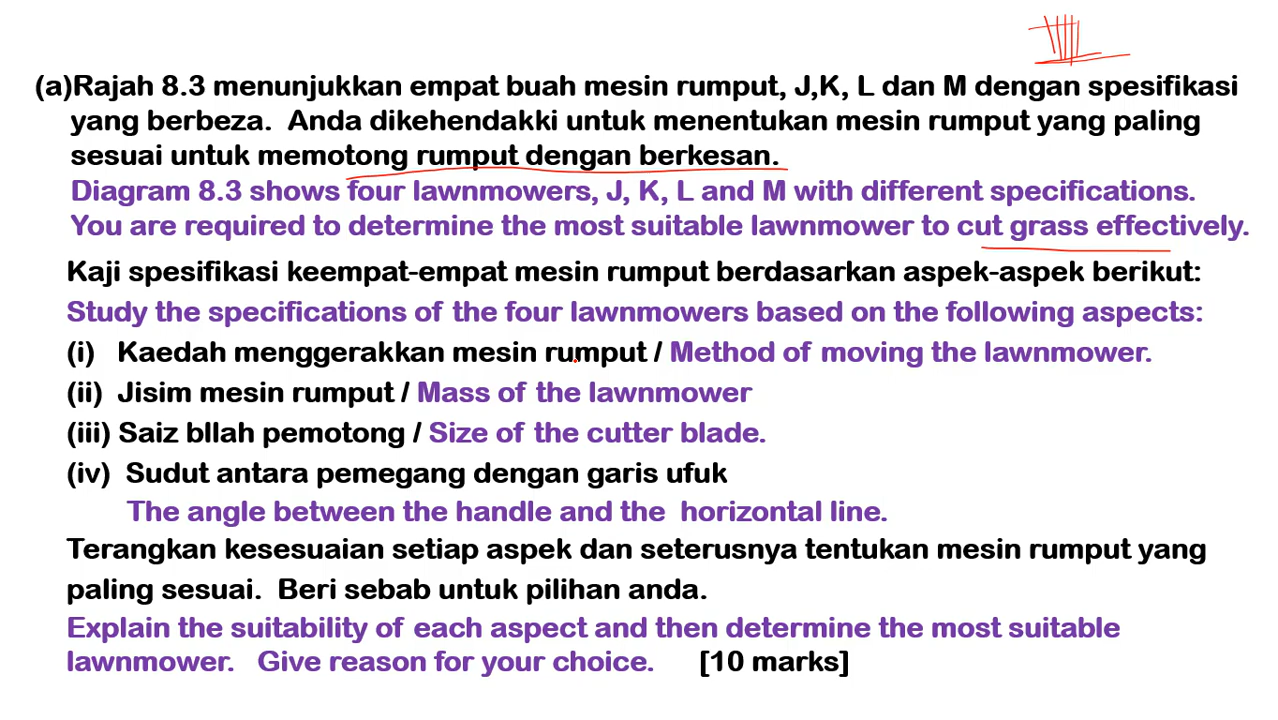 (a)Rajah 8.3 menunjukkan empat buah mesin rumput, J,K, L dan M dengan spesifikasi
yang berbeza. Anda dikehendakki untuk menentukan mesin rumput yang paling
sesuai untuk memotong rumput dengan berkesan.
Diagram 8.3 shows four lawnmowers, J, K, L and M with different specifications.
You are required to determine the most suitable lawnmower to cut grass effectively.
Kaji spesifikasi keempat-empat mesin rumput berdasarkan aspek-aspek berikut:
Study the specifications of the four lawnmowers based on the following aspects:
(i) Kaedah menggerakkan mesin rumput / Method of moving the lawnmower.
(ii) Jisim mesin rumput / Mass of the lawnmower
(iii) Saiz bllah pemotong / Size of the cutter blade.
(iv) Sudut antara pemegang dengan garis ufuk
The angle between the handle and the horizontal line.
Terangkan kesesuaian setiap aspek dan seterusnya tentukan mesin rumput yang
paling sesuai. Beri sebab untuk pilihan anda.
Explain the suitability of each aspect and then determine the most suitable
lawnmower. Give reason for your choice. [10 marks]